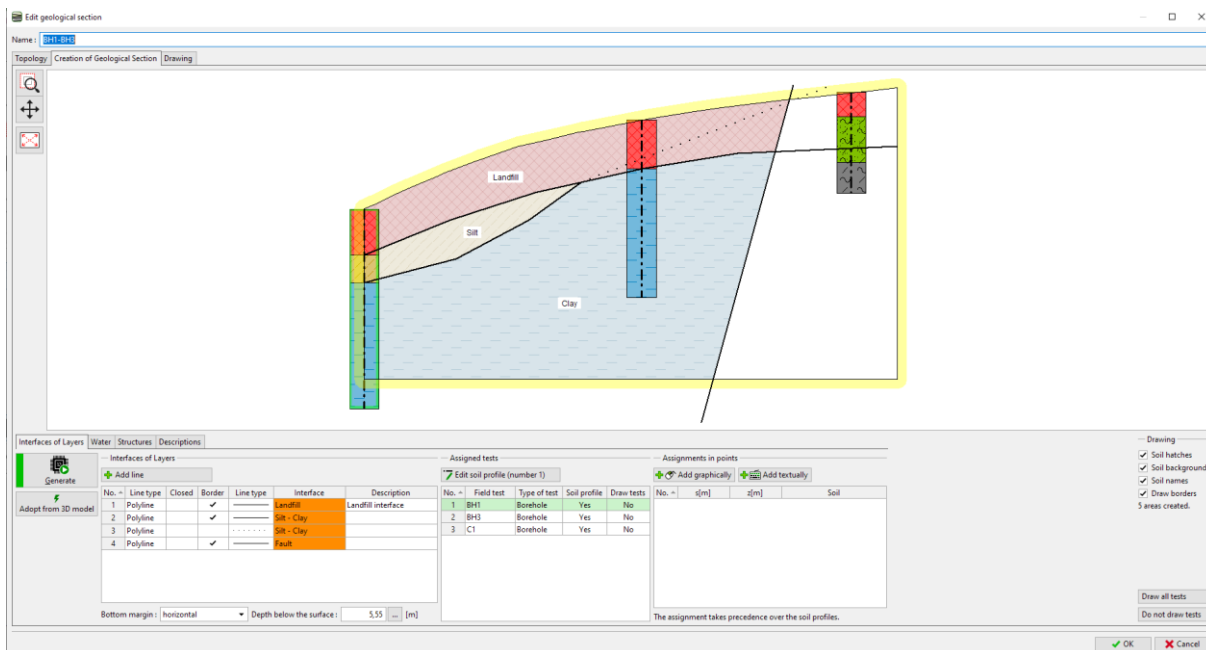 Edit geological section
Name : BH1-BH3
Topology Creation of Geological Section Drawing
Landfill
Silt
Clay
Interfaces of Layers Water Structures Descriptions
Generate
Adopt from 3D model
Interfaces of Layers
Add line
No. Line type Closed Border Line type Interface Description
1 Polyline Landfill Landfill interface
2 Polyline Silt - Clay
3 Polyline Silt - Clay
4 Polyline Fault
Bottom margin : horizontal Depth below the surface : 5,55 ... [m]
Assigned tests
Edit soil profile (number 1)
No. Field test Type of test Soil profile Draw tests
1 BH1 Borehole Yes No
2 BH3 Borehole Yes No
3 C1 Borehole Yes No
Assignments in points
Add graphically Add textually
No. s[m] z[m] Soil
The assignment takes precedence over the soil profiles.
Drawing
Soil hatches
Soil background
Soil names
Draw borders
5 areas created.
Draw all tests
Do not draw tests
OK Cancel